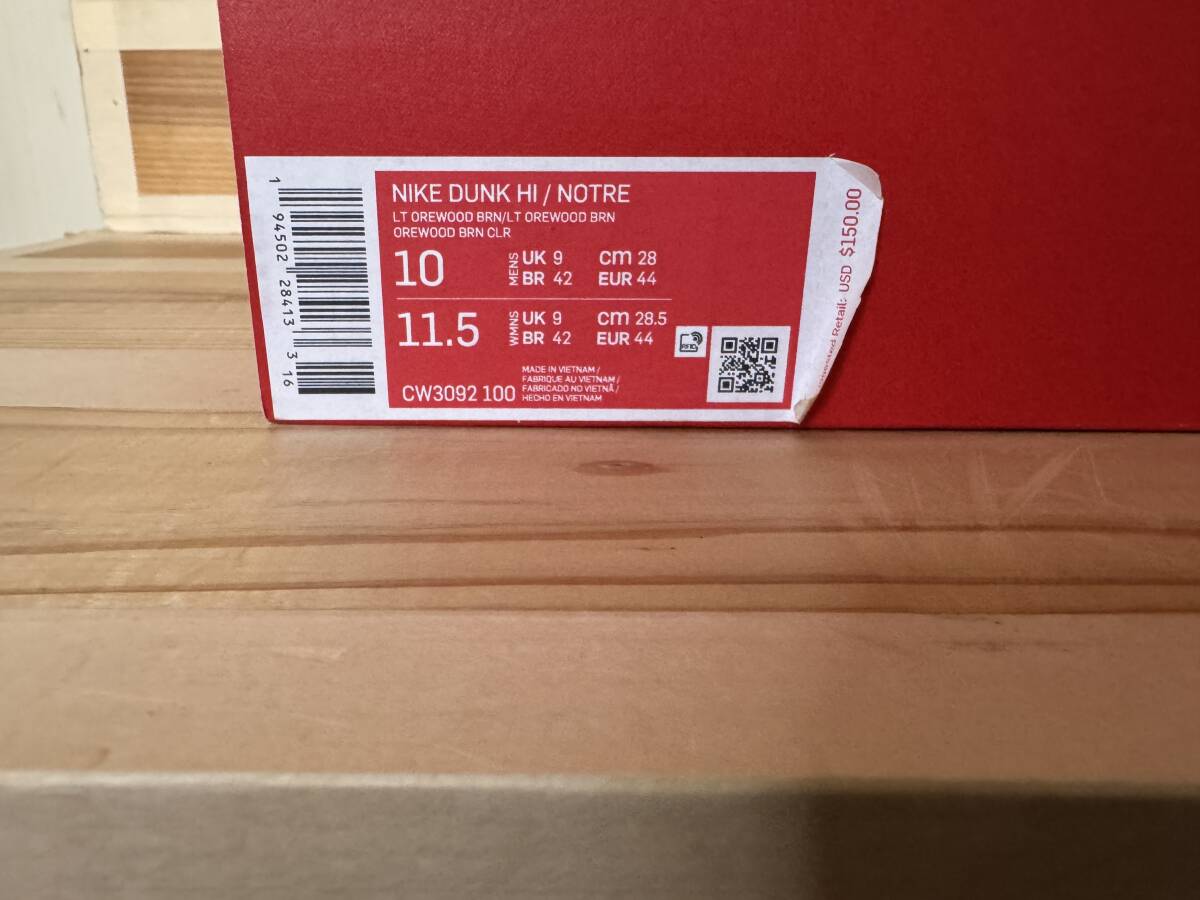 NIKE DUNK HI / NOTRE
LT OREWOOD BRN/LT OREWOOD BRN
OREWOOD BRN CLR
10 MENS UK 9 cm 28
BR 42 EUR 44
11.5 WMNS UK 9 cm 28.5
BR 42 EUR 44
RFID
CW3092 100
MADE IN VIETNAM /
FABRIQUE AU VIETNAM /
FABRICADO NO VIETNÃ /
HECHO EN VIETNAM
1 94502 28413 3 16
Retail: USD $150.00